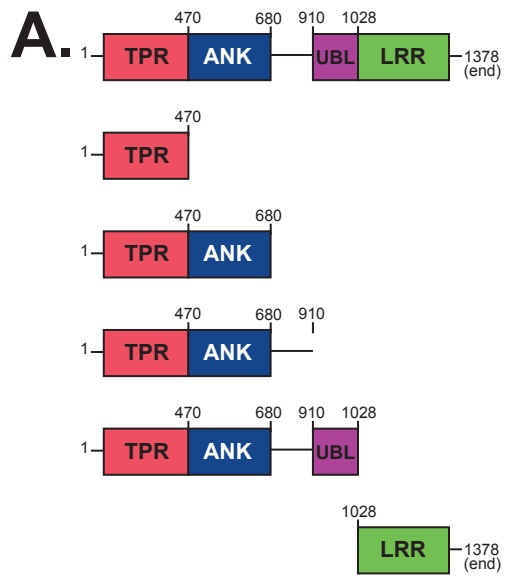 A.
470 680 910 1028
1 TPR ANK UBL LRR 1378
(end)
470
1 TPR
470 680
1 TPR ANK
470 680 910
1 TPR ANK
470 680 910 1028
1 TPR ANK UBL
1028
LRR 1378
(end)